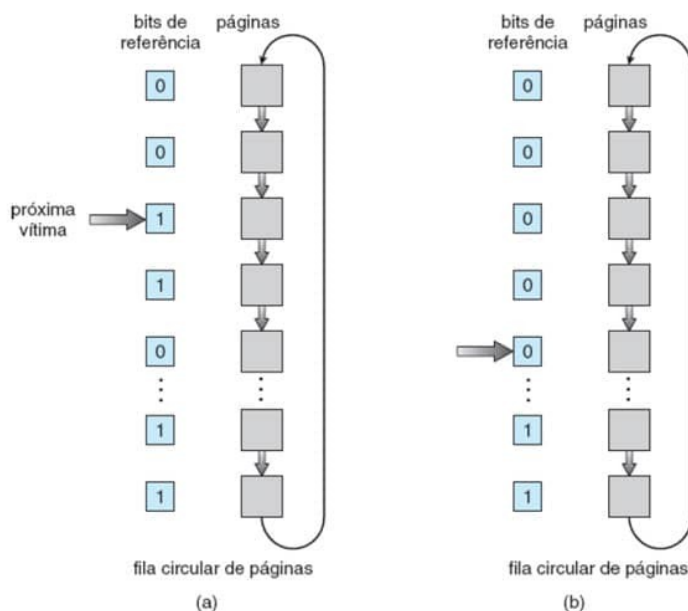 bits de
referência
páginas
0
0
próxima
vítima
1
1
0
1
1
fila circular de páginas
(a)
bits de
referência
páginas
0
0
0
0
0
1
1
fila circular de páginas
(b)